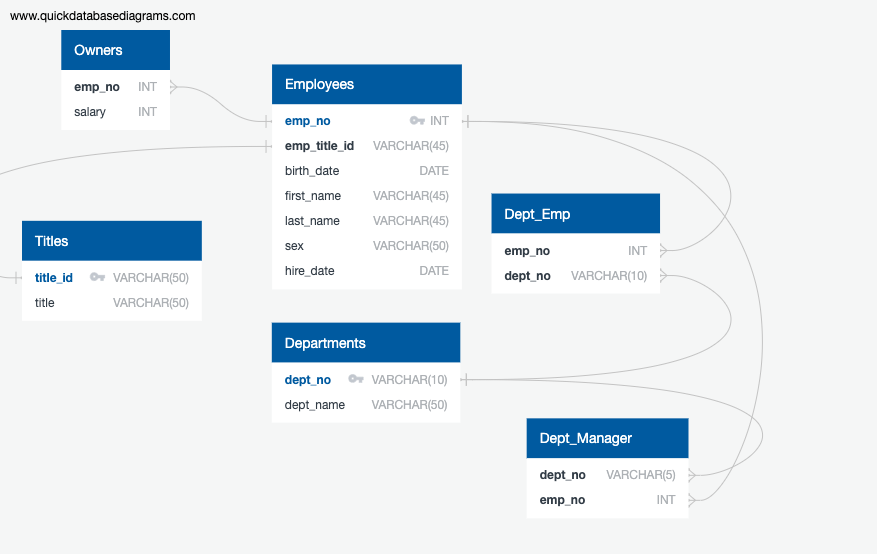 www.quickdatabasediagrams.com
Owners
emp_no INT
salary INT
Employees
emp_no INT
emp_title_id VARCHAR(45)
birth_date DATE
first_name VARCHAR(45)
last_name VARCHAR(45)
sex VARCHAR(50)
hire_date DATE
Titles
title_id VARCHAR(50)
title VARCHAR(50)
Dept_Emp
emp_no INT
dept_no VARCHAR(10)
Departments
dept_no VARCHAR(10)
dept_name VARCHAR(50)
Dept_Manager
dept_no VARCHAR(5)
emp_no INT